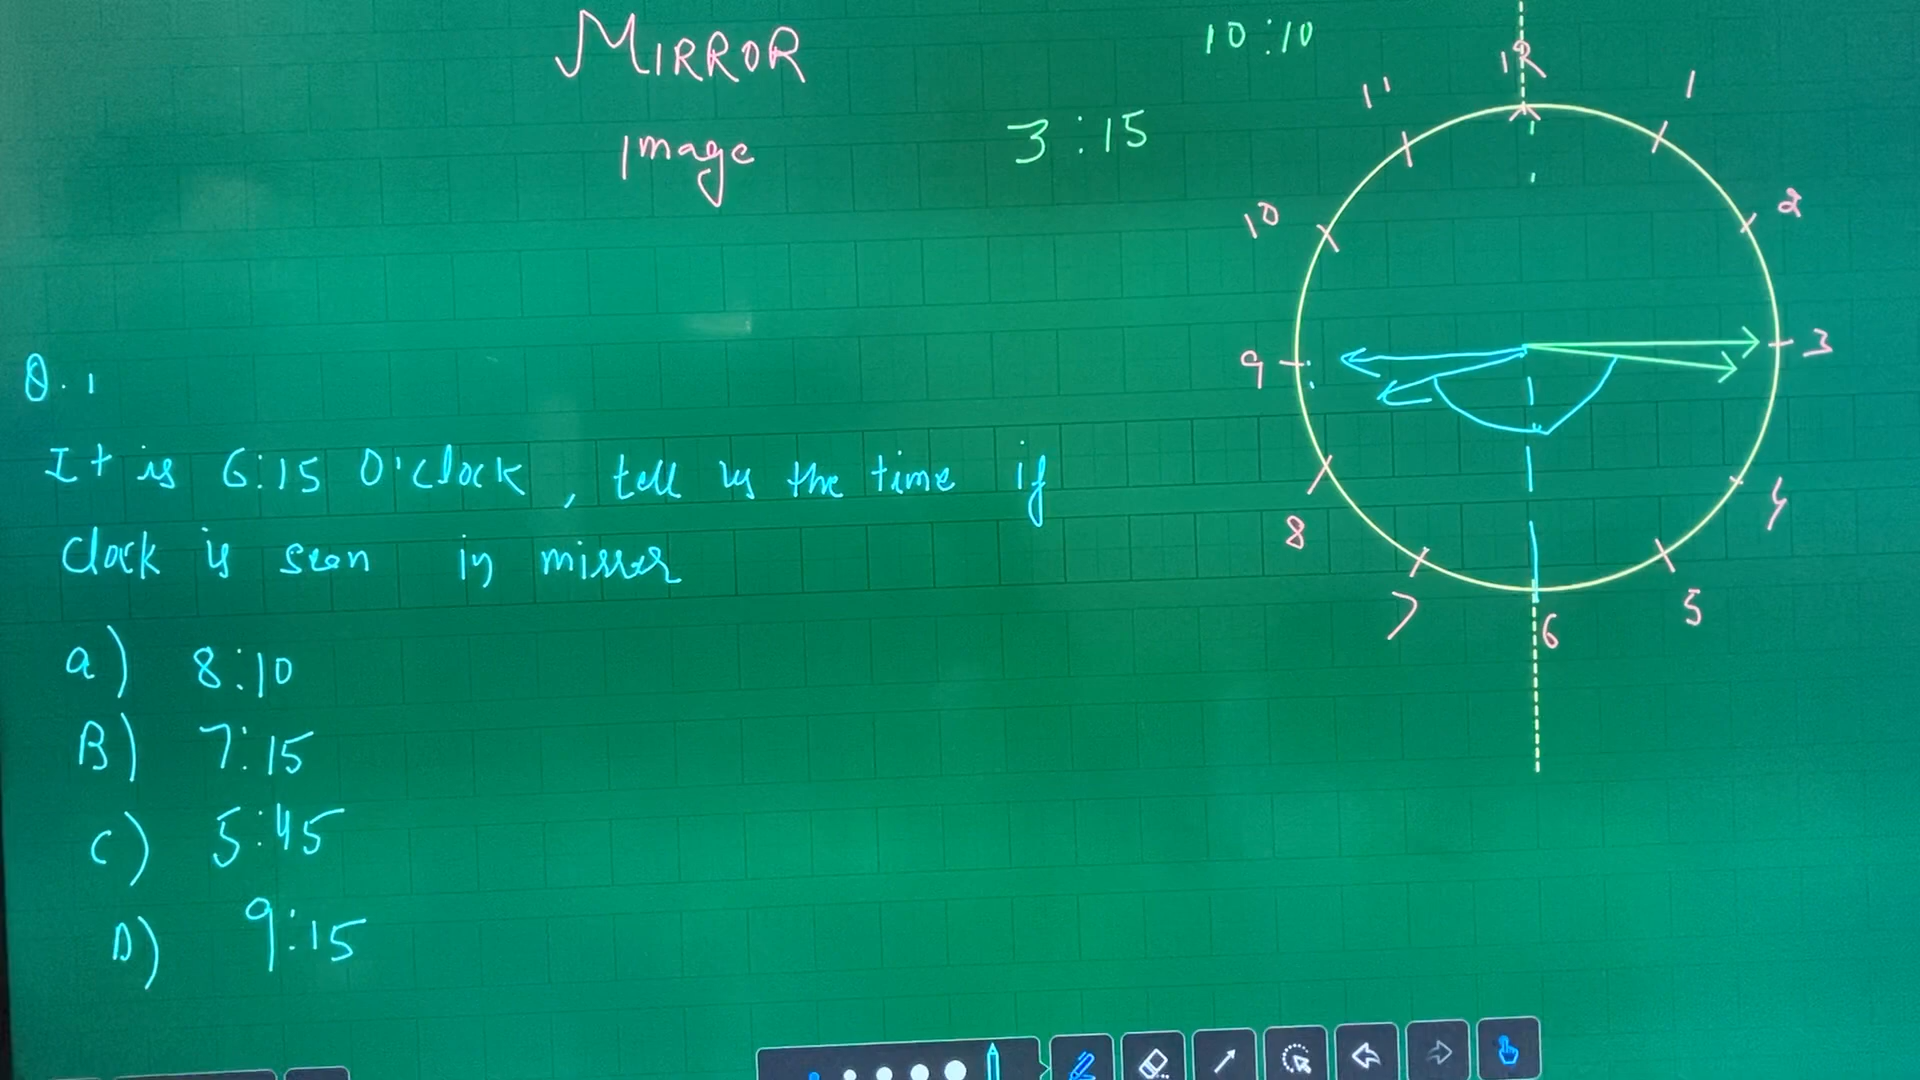 MIRROR
Image
10:10
3:15
12
1
2
3
4
5
6
7
8
9
10
11
Q.1
It is 6:15 O'clock, tell us the time if
Clock is seen in mirror
a) 8:10
B) 7:15
C) 5:45
D) 9:15